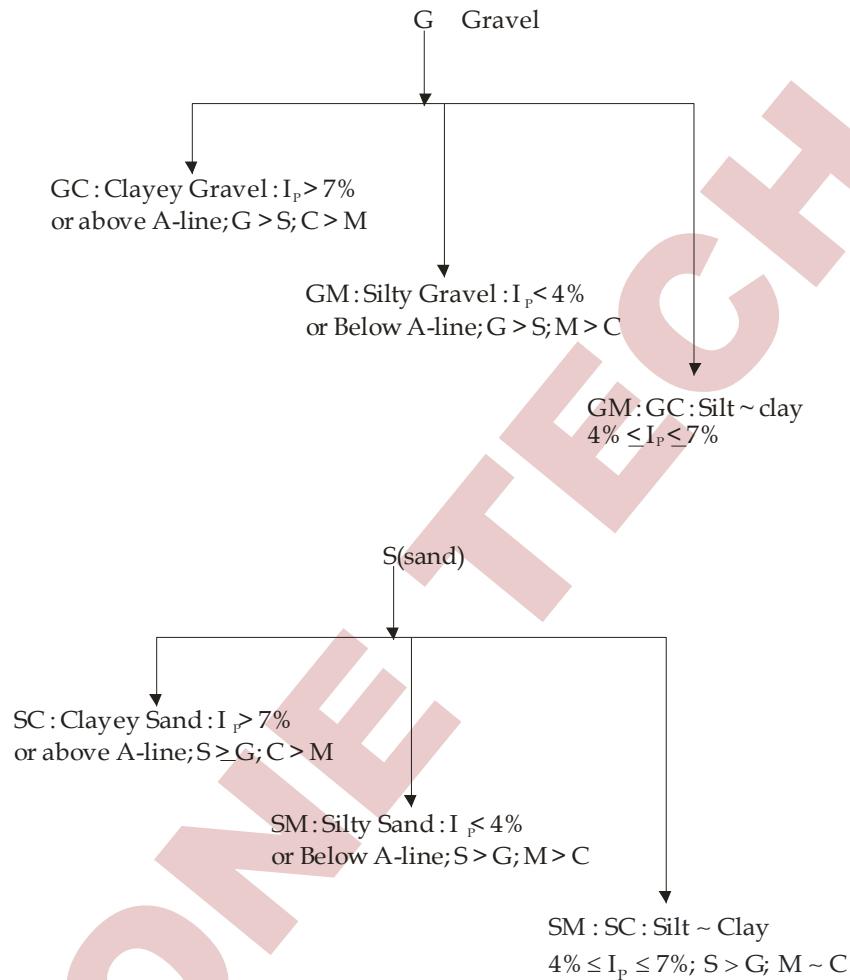 G Gravel
GC : Clayey Gravel : I_P > 7%
or above A-line; G > S; C > M
GM : Silty Gravel : I_P < 4%
or Below A-line; G > S; M > C
GM : GC : Silt ~ clay
4% ≤ I_P ≤ 7%
S(sand)
SC : Clayey Sand : I_P > 7%
or above A-line; S ≥ G; C > M
SM : Silty Sand : I_P < 4%
or Below A-line; S > G; M > C
SM : SC : Silt ~ Clay
4% ≤ I_P ≤ 7%; S > G; M ~ C
ONE TECH